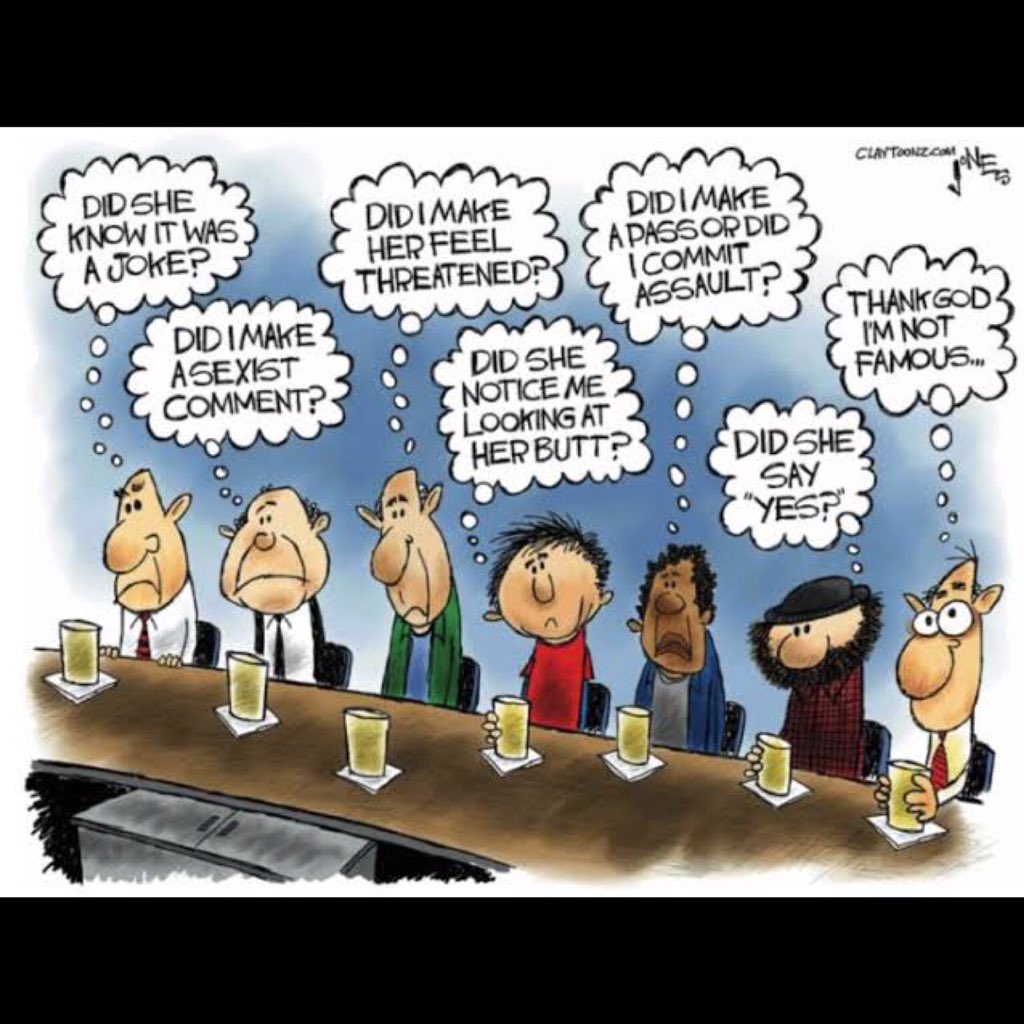 DID SHE
KNOW IT WAS
A JOKE?
DID I MAKE
A SEXIST
COMMENT?
DID I MAKE
HER FEEL
THREATENED?
DID SHE
NOTICE ME
LOOKING AT
HER BUTT?
DID I MAKE
A PASS OR DID
I COMMIT
ASSAULT?
DID SHE
SAY
"YES?"
THANK GOD
I'M NOT
FAMOUS...
CLAYTOONZ.COM
JONES